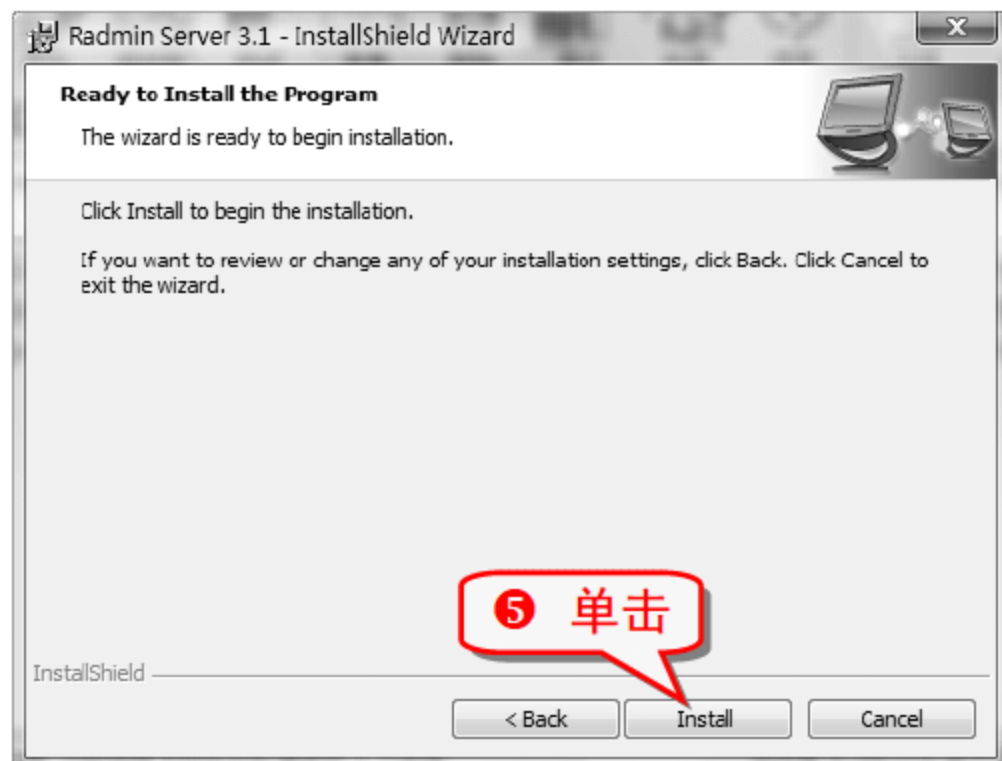 Radmin Server 3.1 - InstallShield Wizard
Ready to Install the Program
The wizard is ready to begin installation.
Click Install to begin the installation.
If you want to review or change any of your installation settings, click Back. Click Cancel to
exit the wizard.
❺ 单击
InstallShield
< Back
Install
Cancel